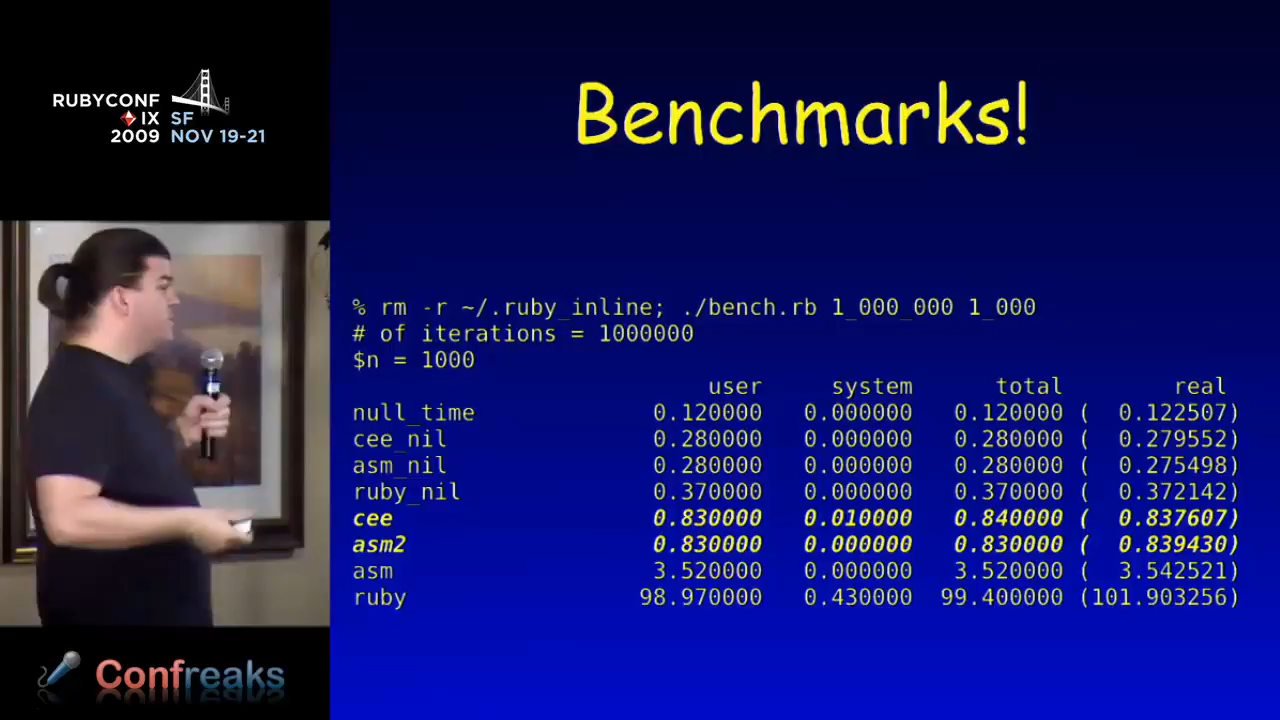 RUBYCONF
IX SF
2009 NOV 19-21
Benchmarks!
% rm -r ~/.ruby_inline; ./bench.rb 1_000_000 1_000
# of iterations = 1000000
$n = 1000
user system total real
null_time 0.120000 0.000000 0.120000 ( 0.122507)
cee_nil 0.280000 0.000000 0.280000 ( 0.279552)
asm_nil 0.280000 0.000000 0.280000 ( 0.275498)
ruby_nil 0.370000 0.000000 0.370000 ( 0.372142)
cee 0.830000 0.010000 0.840000 ( 0.837607)
asm2 0.830000 0.000000 0.830000 ( 0.839430)
asm 3.520000 0.000000 3.520000 ( 3.542521)
ruby 98.970000 0.430000 99.400000 (101.903256)
Confreaks